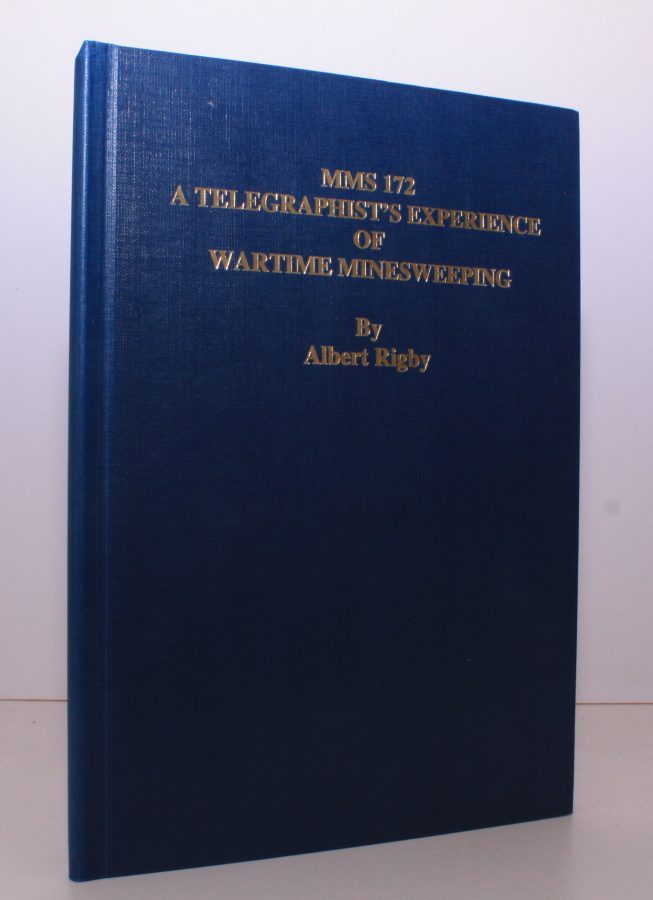 MMS 172
A TELEGRAPHIST'S EXPERIENCE
OF
WARTIME MINESWEEPING
By
Albert Rigby